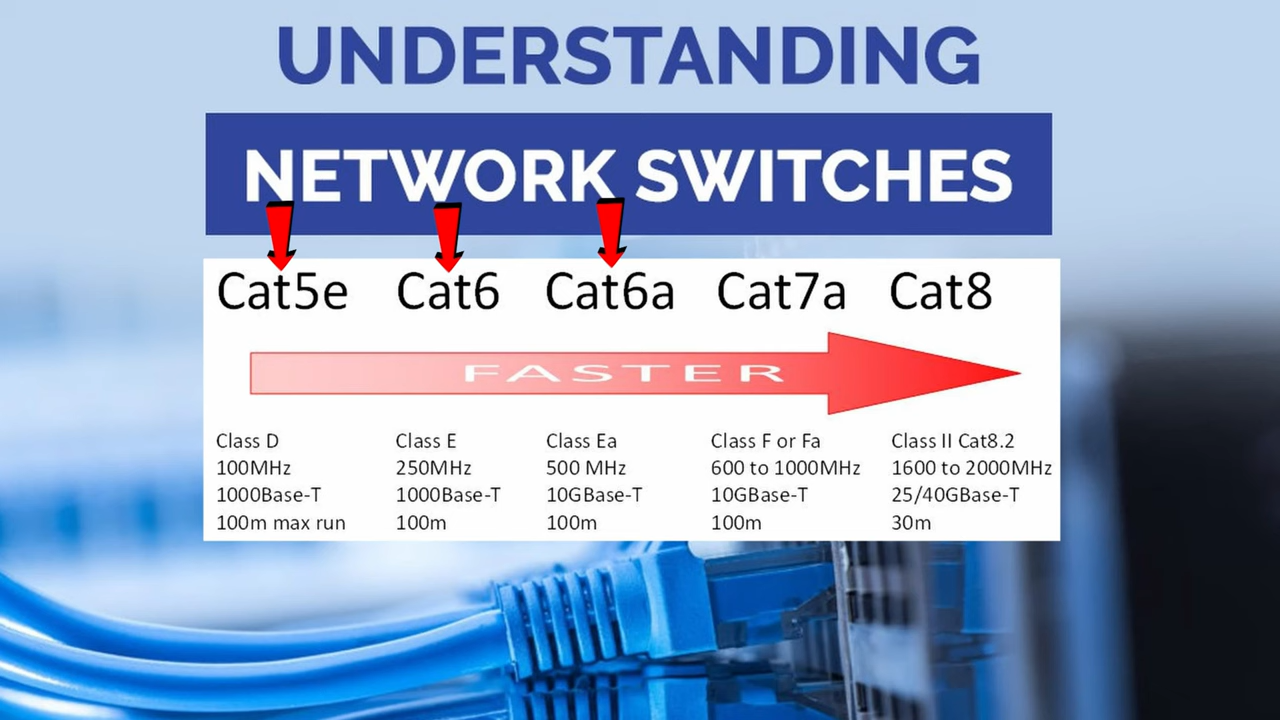 UNDERSTANDING
NETWORK SWITCHES
Cat5e Cat6 Cat6a Cat7a Cat8
FASTER
Class D Class E Class Ea Class F or Fa Class II Cat8.2
100MHz 250MHz 500 MHz 600 to 1000MHz 1600 to 2000MHz
1000Base-T 1000Base-T 10GBase-T 10GBase-T 25/40GBase-T
100m max run 100m 100m 100m 30m